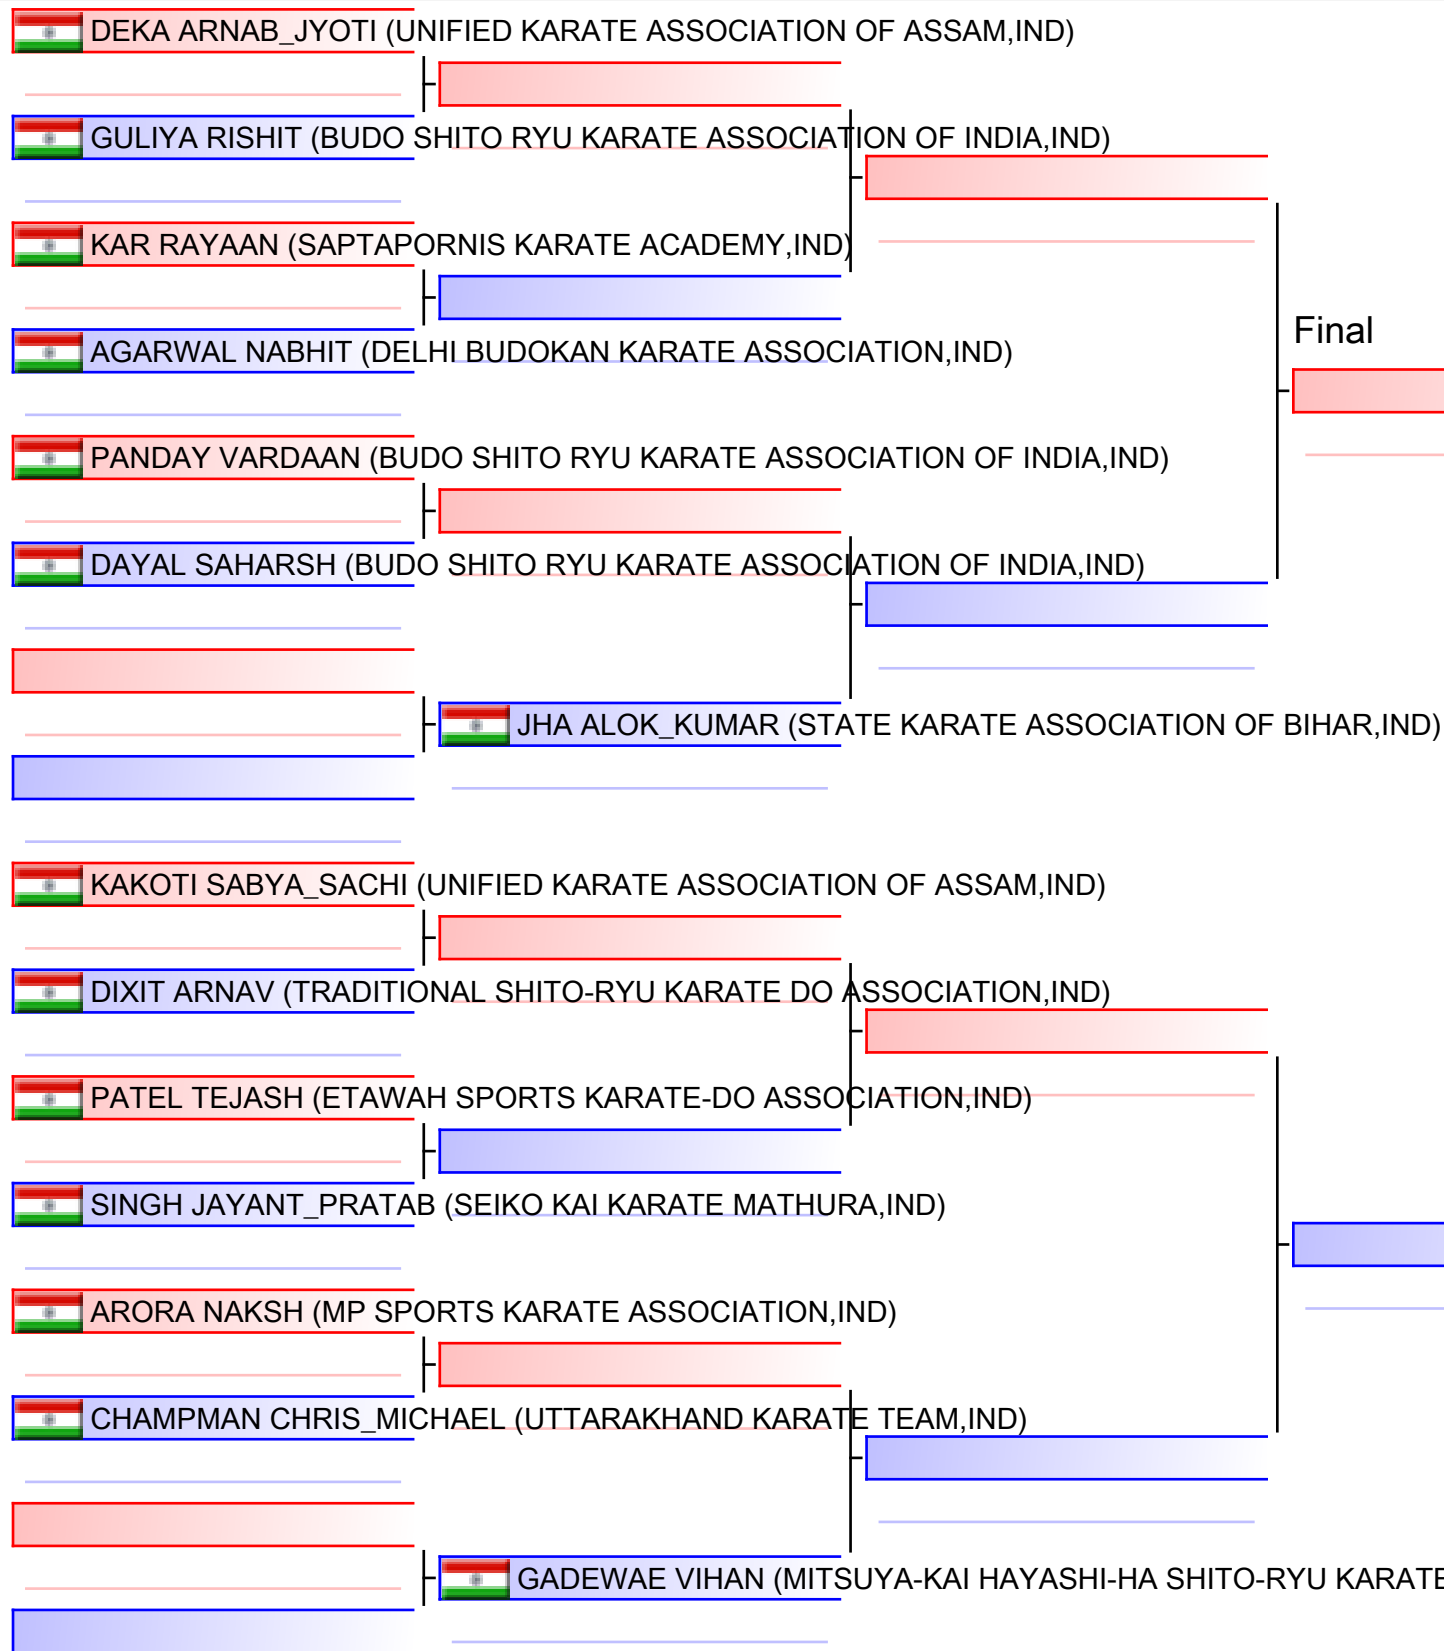 DEKA ARNAB_JYOTI (UNIFIED KARATE ASSOCIATION OF ASSAM,IND)
GULIYA RISHIT (BUDO SHITO RYU KARATE ASSOCIATION OF INDIA,IND)
KAR RAYAAN (SAPTAPORNIS KARATE ACADEMY,IND)
Final
AGARWAL NABHIT (DELHI BUDOKAN KARATE ASSOCIATION,IND)
PANDAY VARDAAN (BUDO SHITO RYU KARATE ASSOCIATION OF INDIA,IND)
DAYAL SAHARSH (BUDO SHITO RYU KARATE ASSOCIATION OF INDIA,IND)
JHA ALOK_KUMAR (STATE KARATE ASSOCIATION OF BIHAR,IND)
KAKOTI SABYA_SACHI (UNIFIED KARATE ASSOCIATION OF ASSAM,IND)
DIXIT ARNAV (TRADITIONAL SHITO-RYU KARATE DO ASSOCIATION,IND)
PATEL TEJASH (ETAWAH SPORTS KARATE-DO ASSOCIATION,IND)
SINGH JAYANT_PRATAB (SEIKO KAI KARATE MATHURA,IND)
ARORA NAKSH (MP SPORTS KARATE ASSOCIATION,IND)
CHAMPMAN CHRIS_MICHAEL (UTTARAKHAND KARATE TEAM,IND)
GADEWAE VIHAN (MITSUYA-KAI HAYASHI-HA SHITO-RYU KARATE